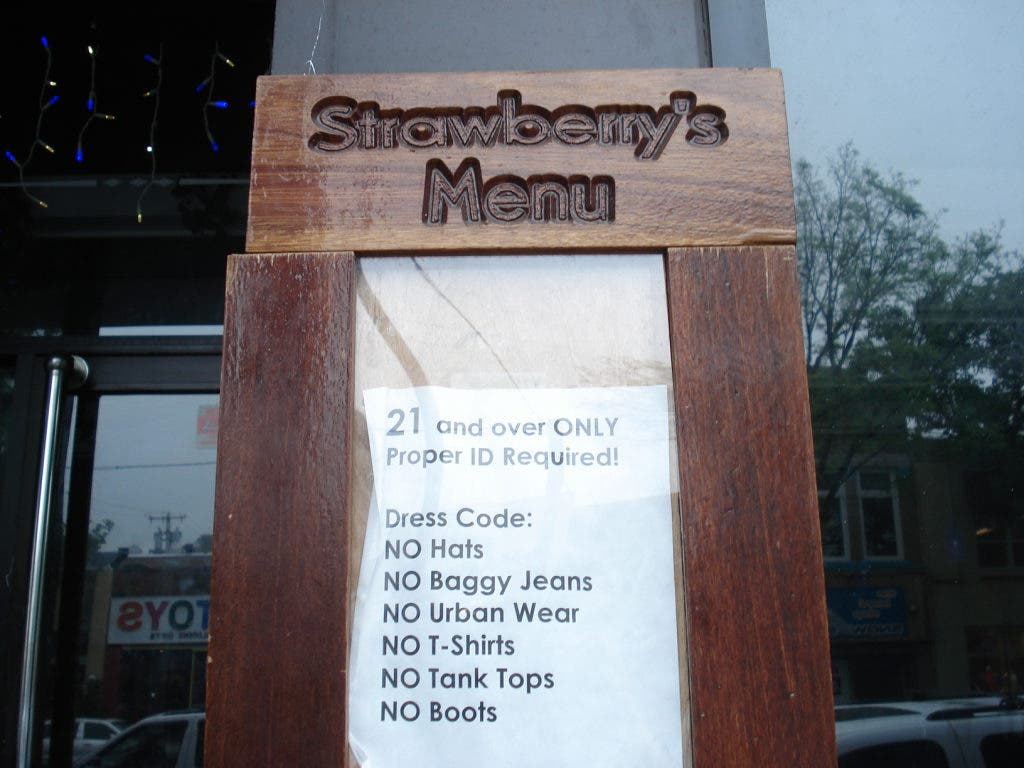 Strawberry's
Menu
21 and over ONLY
Proper ID Required!
Dress Code:
NO Hats
NO Baggy Jeans
NO Urban Wear
NO T-Shirts
NO Tank Tops
NO Boots
TOYS